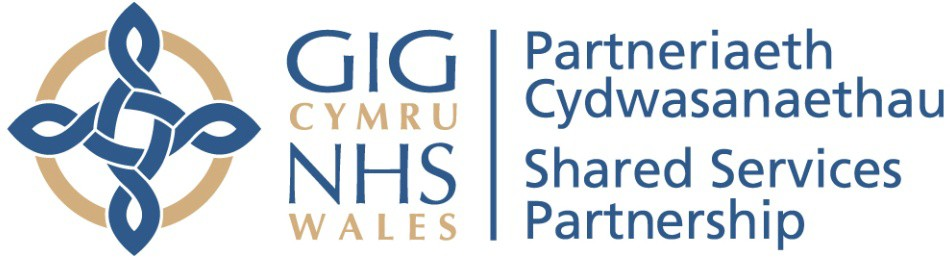 GIG
CYMRU
NHS
WALES
Partneriaeth
Cydwasanaethau
Shared Services
Partnership